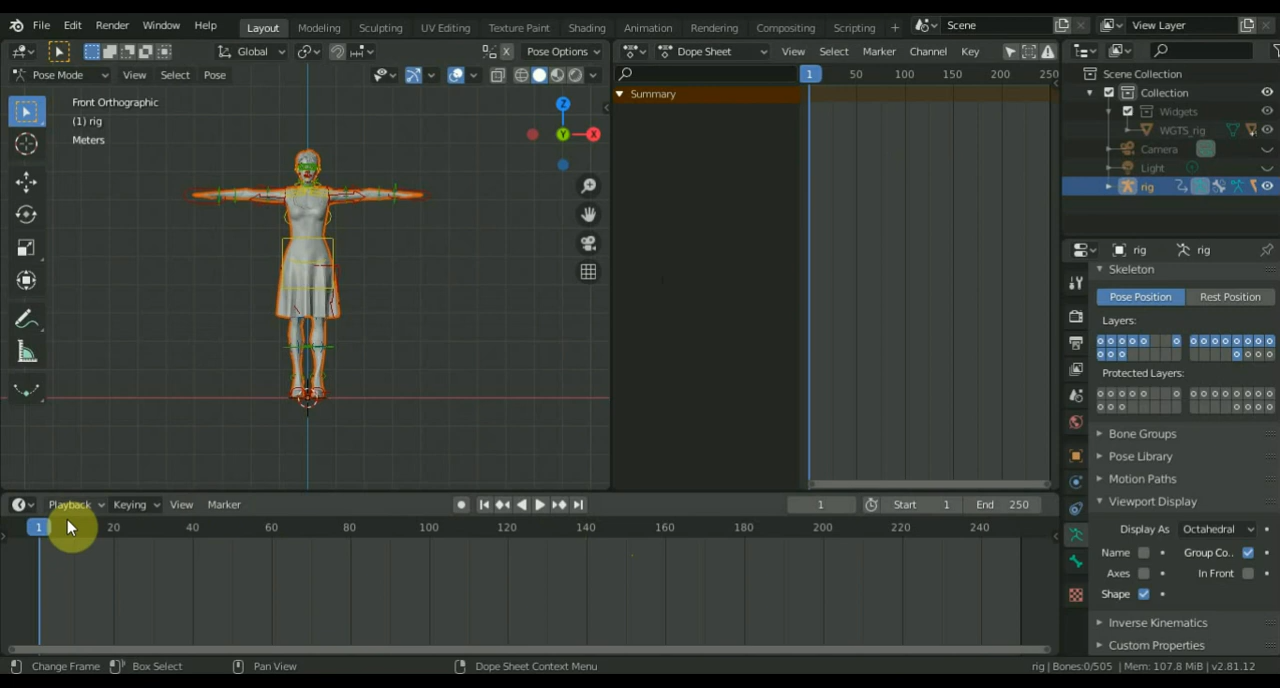 File Edit Render Window Help Layout Modeling Sculpting UV Editing Texture Paint Shading Animation Rendering Compositing Scripting + Scene View Layer
Global X Pose Options Dope Sheet View Select Marker Channel Key
Pose Mode View Select Pose 1 50 100 150 200 250 Scene Collection
Front Orthographic
(1) rig
Meters
Z
Y
X
Summary
Collection
Widgets
WGTS_rig
Camera
Light
rig
rig rig
Skeleton
Pose Position Rest Position
Layers:
Protected Layers:
Bone Groups
Pose Library
Motion Paths
Viewport Display
Display As Octahedral
Name Group Co..
Axes In Front
Shape
Inverse Kinematics
Custom Properties
Playback Keying View Marker 1 Start 1 End 250
1 20 40 60 80 100 120 140 160 180 200 220 240
Change Frame Box Select Pan View Dope Sheet Context Menu rig | Bones:0/505 | Mem: 107.8 MiB | v2.81.12